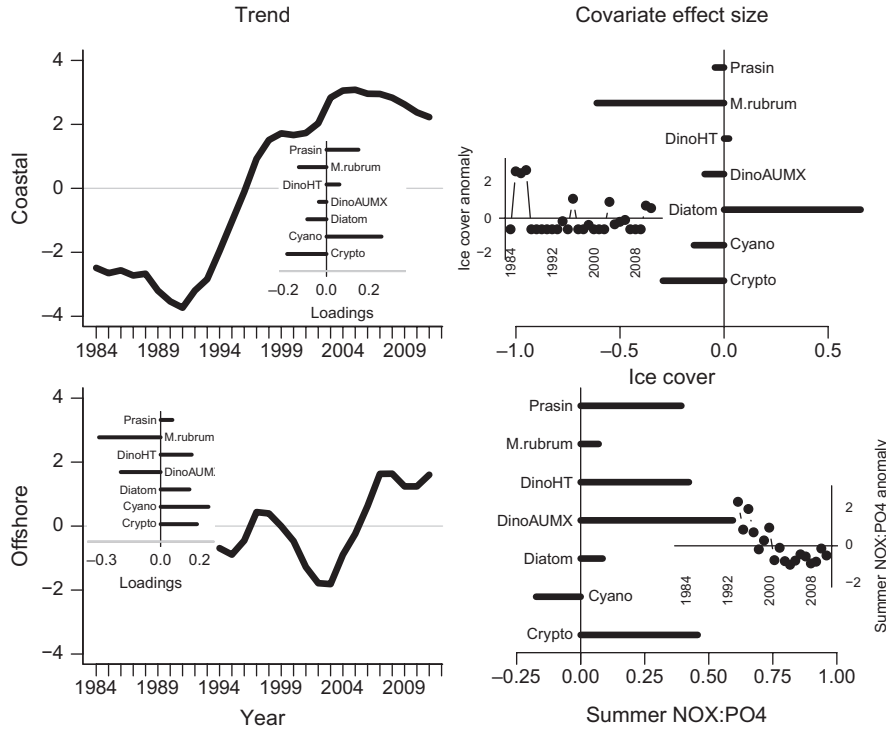 Trend
Covariate effect size
Coastal
4
2
0
−2
−4
1984 1989 1994 1999 2004 2009
Prasin
M.rubrum
DinoHT
DinoAUMX
Diatom
Cyano
Crypto
−0.2 0.0 0.2
Loadings
Prasin
M.rubrum
DinoHT
DinoAUMX
Diatom
Cyano
Crypto
−1.0 −0.5 0.0 0.5
Ice cover
Ice cover anomaly
2
0
−2
1984 1992 2000 2008
Offshore
4
2
0
−2
−4
1984 1989 1994 1999 2004 2009
Year
Prasin
M.rubrum
DinoHT
DinoAUM
Diatom
Cyano
Crypto
−0.3 0.0 0.2
Loadings
Prasin
M.rubrum
DinoHT
DinoAUMX
Diatom
Cyano
Crypto
−0.25 0.00 0.25 0.50 0.75 1.00
Summer NOX:PO4
Summer NOX:PO4 anomaly
2
0
−2
1984 1992 2000 2008